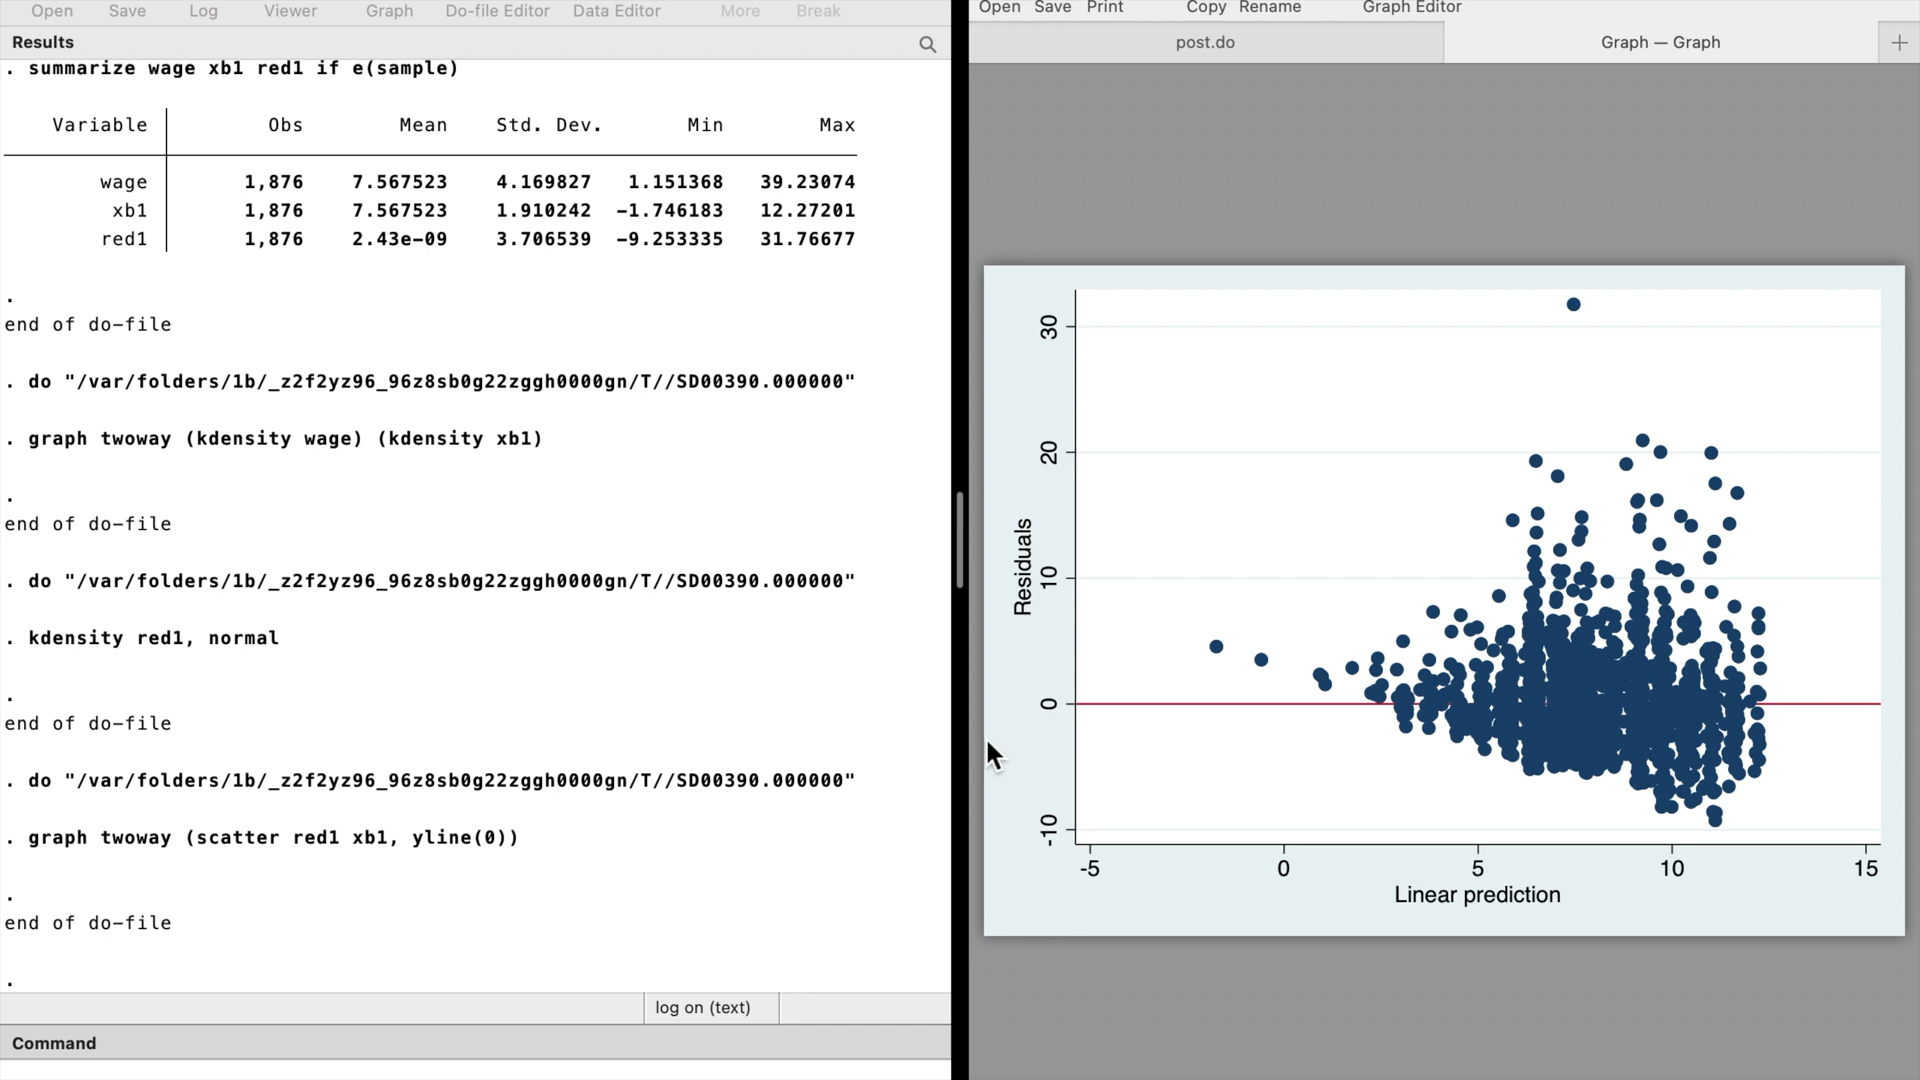 Open Save Log Viewer Graph Do-file Editor Data Editor More Break
Results
. summarize wage xb1 red1 if e(sample)
Variable Obs Mean Std. Dev. Min Max
wage 1,876 7.567523 4.169827 1.151368 39.23074
xb1 1,876 7.567523 1.910242 −1.746183 12.27201
red1 1,876 2.43e−09 3.706539 −9.253335 31.76677
.
end of do−file
. do "/var/folders/1b/_z2f2yz96_96z8sb0g22zggh0000gn/T//SD00390.000000"
. graph twoway (kdensity wage) (kdensity xb1)
.
end of do−file
. do "/var/folders/1b/_z2f2yz96_96z8sb0g22zggh0000gn/T//SD00390.000000"
. kdensity red1, normal
.
end of do−file
. do "/var/folders/1b/_z2f2yz96_96z8sb0g22zggh0000gn/T//SD00390.000000"
. graph twoway (scatter red1 xb1, yline(0))
.
end of do−file
.
log on (text)
Command
Open Save Print Copy Rename Graph Editor
post.do Graph — Graph
Residuals
30
20
10
0
-10
-5 0 5 10 15
Linear prediction